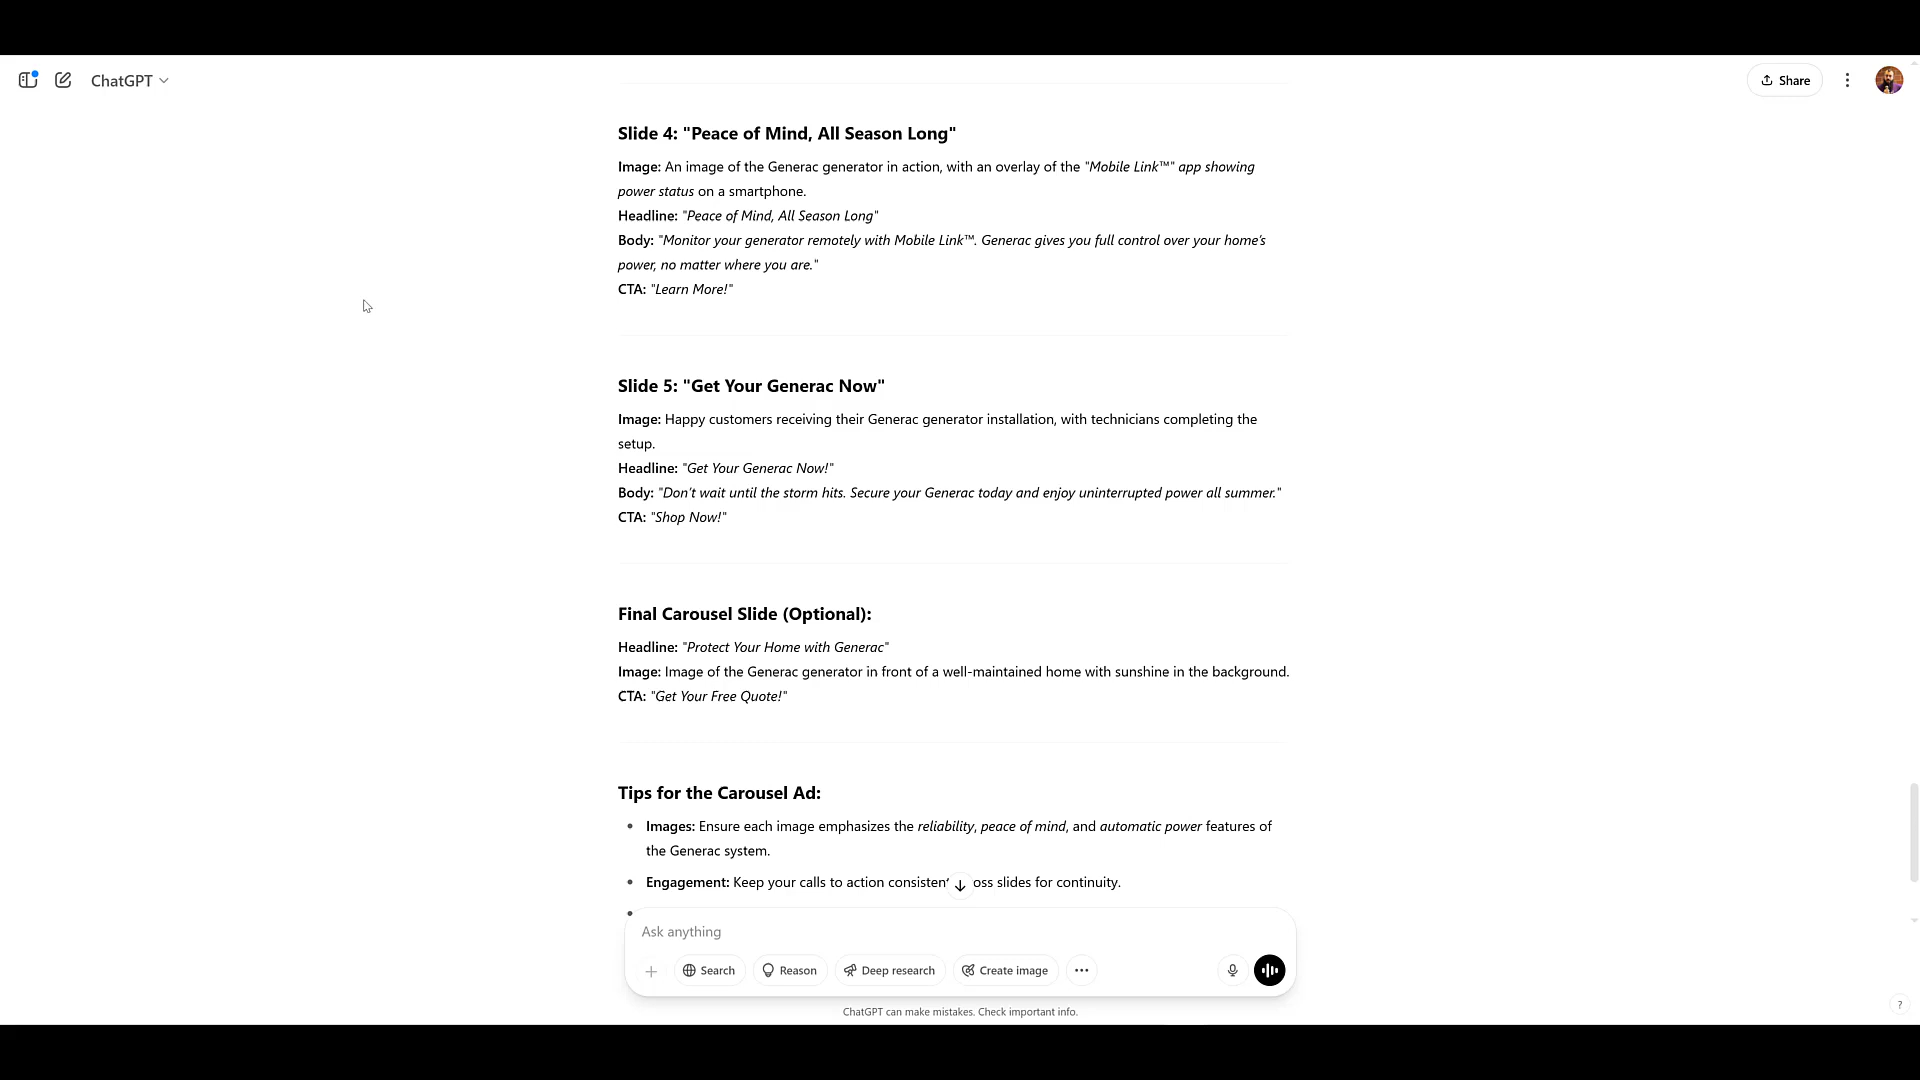 ChatGPT
Share
Slide 4: "Peace of Mind, All Season Long"
Image: An image of the Generac generator in action, with an overlay of the "Mobile Link™" app showing
power status on a smartphone.
Headline: "Peace of Mind, All Season Long"
Body: "Monitor your generator remotely with Mobile Link™. Generac gives you full control over your home's
power, no matter where you are."
CTA: "Learn More!"
Slide 5: "Get Your Generac Now"
Image: Happy customers receiving their Generac generator installation, with technicians completing the
setup.
Headline: "Get Your Generac Now!"
Body: "Don't wait until the storm hits. Secure your Generac today and enjoy uninterrupted power all summer."
CTA: "Shop Now!"
Final Carousel Slide (Optional):
Headline: "Protect Your Home with Generac"
Image: Image of the Generac generator in front of a well-maintained home with sunshine in the background.
CTA: "Get Your Free Quote!"
Tips for the Carousel Ad:
• Images: Ensure each image emphasizes the reliability, peace of mind, and automatic power features of
the Generac system.
• Engagement: Keep your calls to action consistent oss slides for continuity.
Ask anything
Search Reason Deep research Create image
ChatGPT can make mistakes. Check important info.
?